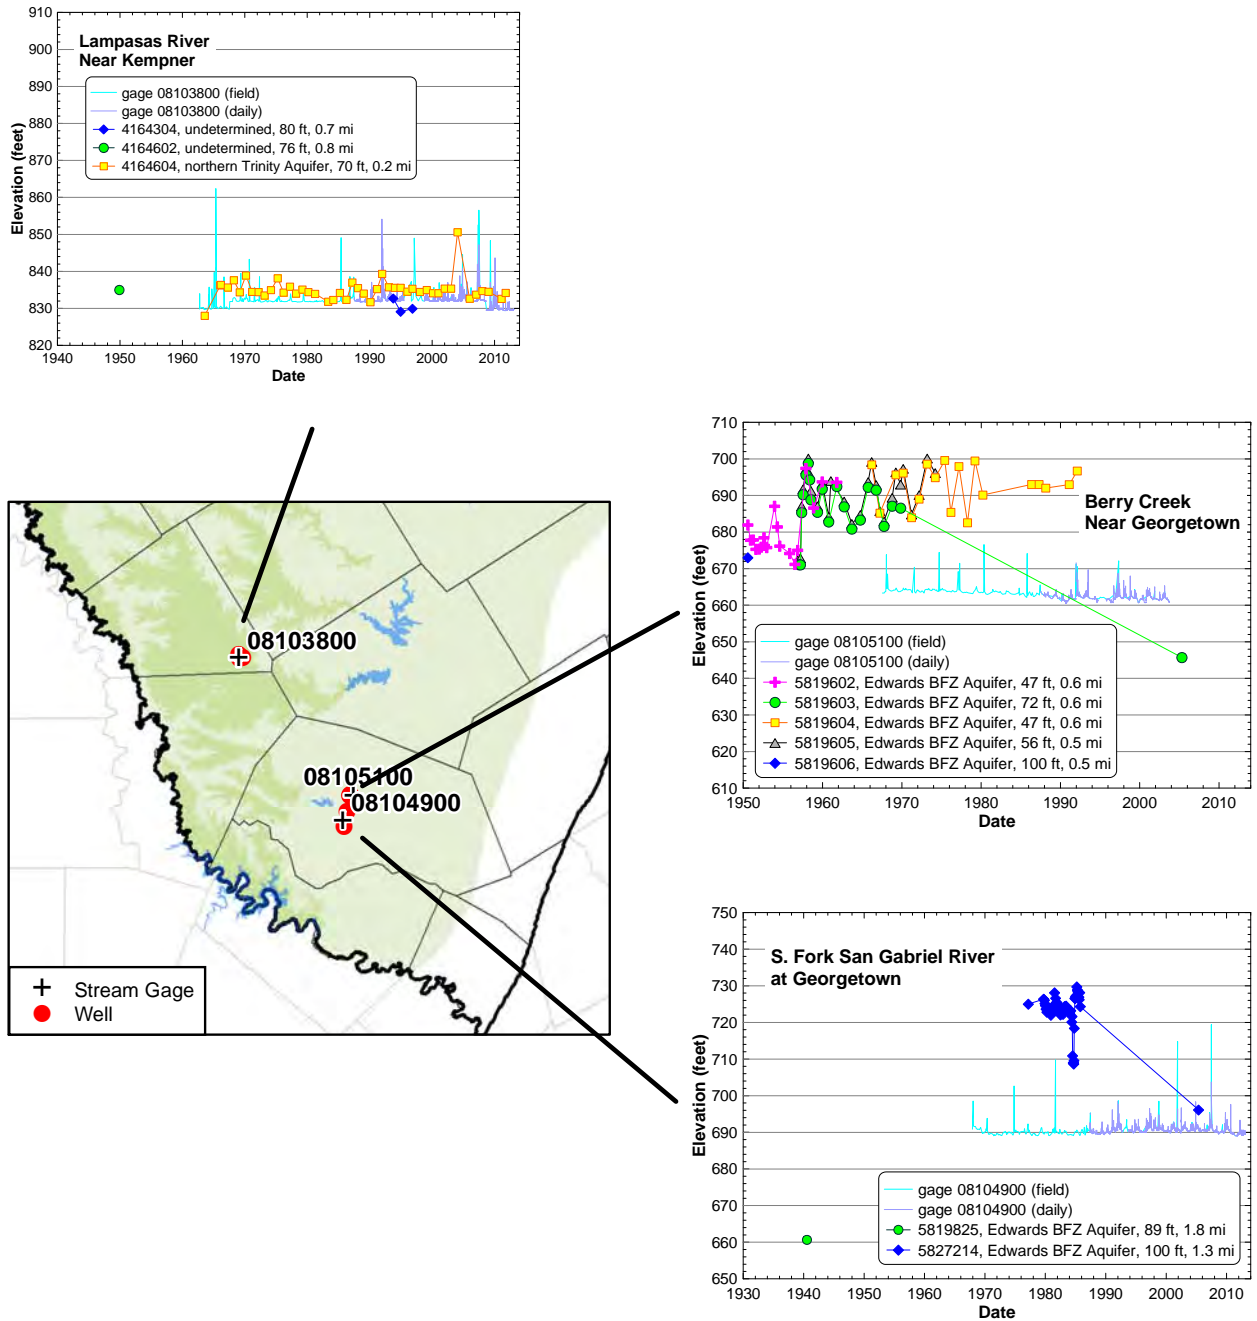 910
900
890
880
870
860
850
840
830
820
Elevation (feet)
Lampasas River
Near Kempner
gage 08103800 (field)
gage 08103800 (daily)
4164304, undetermined, 80 ft, 0.7 mi
4164602, undetermined, 76 ft, 0.8 mi
4164604, northern Trinity Aquifer, 70 ft, 0.2 mi
1940 1950 1960 1970 1980 1990 2000 2010
Date
08103800
08105100
08104900
Stream Gage
Well
710
700
690
680
670
660
650
640
630
620
610
Elevation (feet)
Berry Creek
Near Georgetown
gage 08105100 (field)
gage 08105100 (daily)
5819602, Edwards BFZ Aquifer, 47 ft, 0.6 mi
5819603, Edwards BFZ Aquifer, 72 ft, 0.6 mi
5819604, Edwards BFZ Aquifer, 47 ft, 0.6 mi
5819605, Edwards BFZ Aquifer, 56 ft, 0.5 mi
5819606, Edwards BFZ Aquifer, 100 ft, 0.5 mi
1950 1960 1970 1980 1990 2000 2010
Date
750
740
730
720
710
700
690
680
670
660
650
Elevation (feet)
S. Fork San Gabriel River
at Georgetown
gage 08104900 (field)
gage 08104900 (daily)
5819825, Edwards BFZ Aquifer, 89 ft, 1.8 mi
5827214, Edwards BFZ Aquifer, 100 ft, 1.3 mi
1930 1940 1950 1960 1970 1980 1990 2000 2010
Date